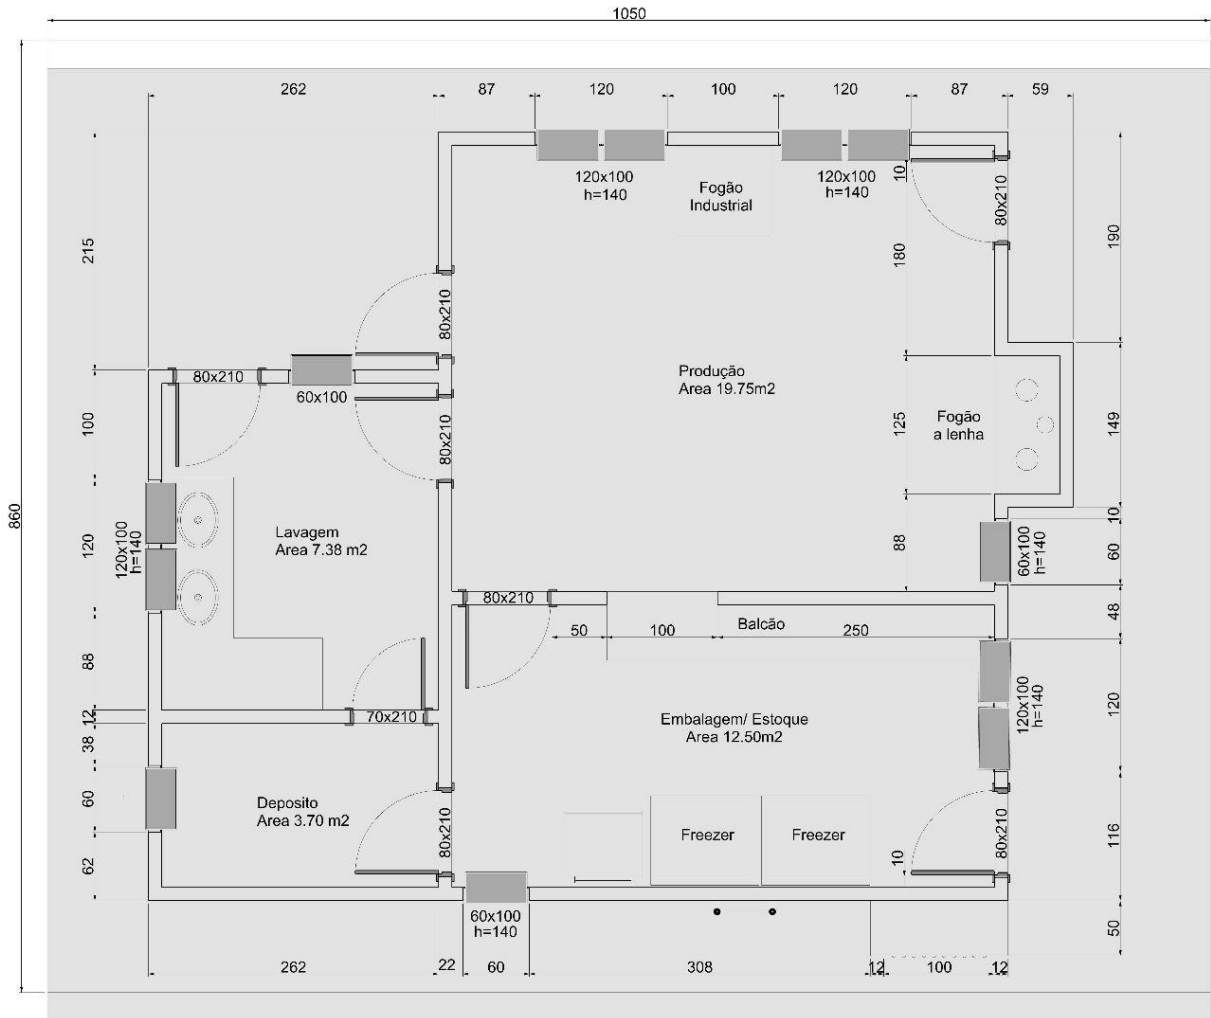 1050
262
87
120
100
120
87
59
120x100
h=140
Fogão
Industrial
120x100
h=140
10
80x210
215
180
190
80x210
Produção
Area 19.75m2
80x210
60x100
100
80x210
125
Fogão
a lenha
149
860
120
120x100
h=140
Lavagem
Area 7.38 m2
88
10
60
60x100
h=140
80x210
50
100
Balcão
250
48
88
70x210
12
38
Embalagem/ Estoque
Area 12.50m2
120x100
h=140
120
60
Deposito
Area 3.70 m2
80x210
Freezer
Freezer
80x210
116
62
10
60x100
h=140
50
262
22
60
308
12
100
12